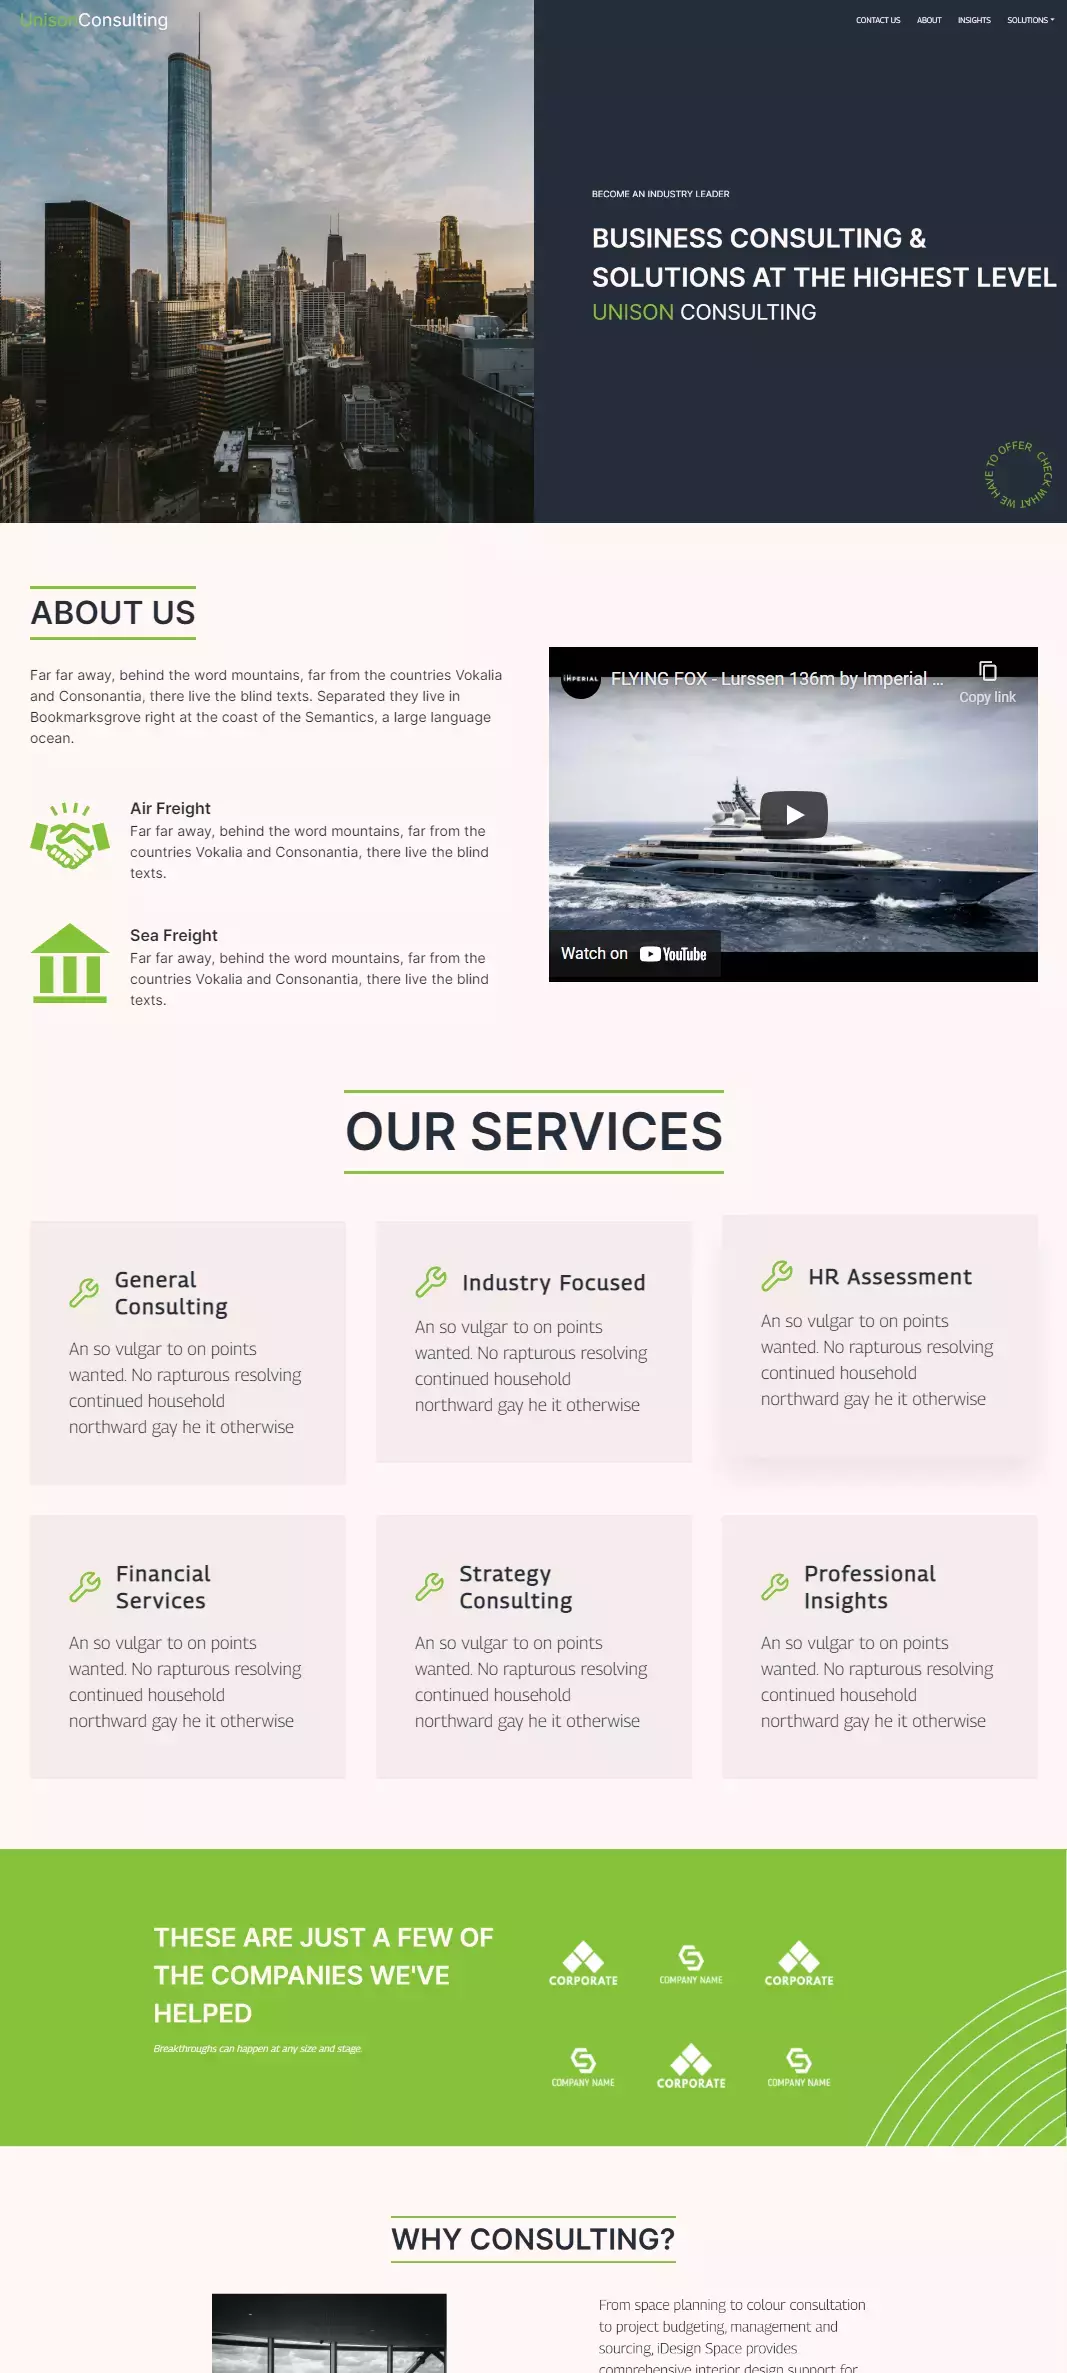 UnisonConsulting
CONTACT US ABOUT INSIGHTS SOLUTIONS
BECOME AN INDUSTRY LEADER
BUSINESS CONSULTING &
SOLUTIONS AT THE HIGHEST LEVEL
UNISON CONSULTING
CHECK WHAT WE HAVE TO OFFER
ABOUT US
Far far away, behind the word mountains, far from the countries Vokalia
and Consonantia, there live the blind texts. Separated they live in
Bookmarksgrove right at the coast of the Semantics, a large language
ocean.
Air Freight
Far far away, behind the word mountains, far from the
countries Vokalia and Consonantia, there live the blind
texts.
Sea Freight
Far far away, behind the word mountains, far from the
countries Vokalia and Consonantia, there live the blind
texts.
IMPERIAL
FLYING FOX - Lurssen 136m by Imperial ...
Copy link
Watch on YouTube
OUR SERVICES
General
Consulting
An so vulgar to on points
wanted. No rapturous resolving
continued household
northward gay he it otherwise
Industry Focused
An so vulgar to on points
wanted. No rapturous resolving
continued household
northward gay he it otherwise
HR Assessment
An so vulgar to on points
wanted. No rapturous resolving
continued household
northward gay he it otherwise
Financial
Services
An so vulgar to on points
wanted. No rapturous resolving
continued household
northward gay he it otherwise
Strategy
Consulting
An so vulgar to on points
wanted. No rapturous resolving
continued household
northward gay he it otherwise
Professional
Insights
An so vulgar to on points
wanted. No rapturous resolving
continued household
northward gay he it otherwise
THESE ARE JUST A FEW OF
THE COMPANIES WE'VE
HELPED
Breakthroughs can happen at any size and stage.
CORPORATE
COMPANY NAME
CORPORATE
COMPANY NAME
CORPORATE
COMPANY NAME
WHY CONSULTING?
From space planning to colour consultation
to project budgeting, management and
sourcing, iDesign Space provides
comprehensive interior design support for